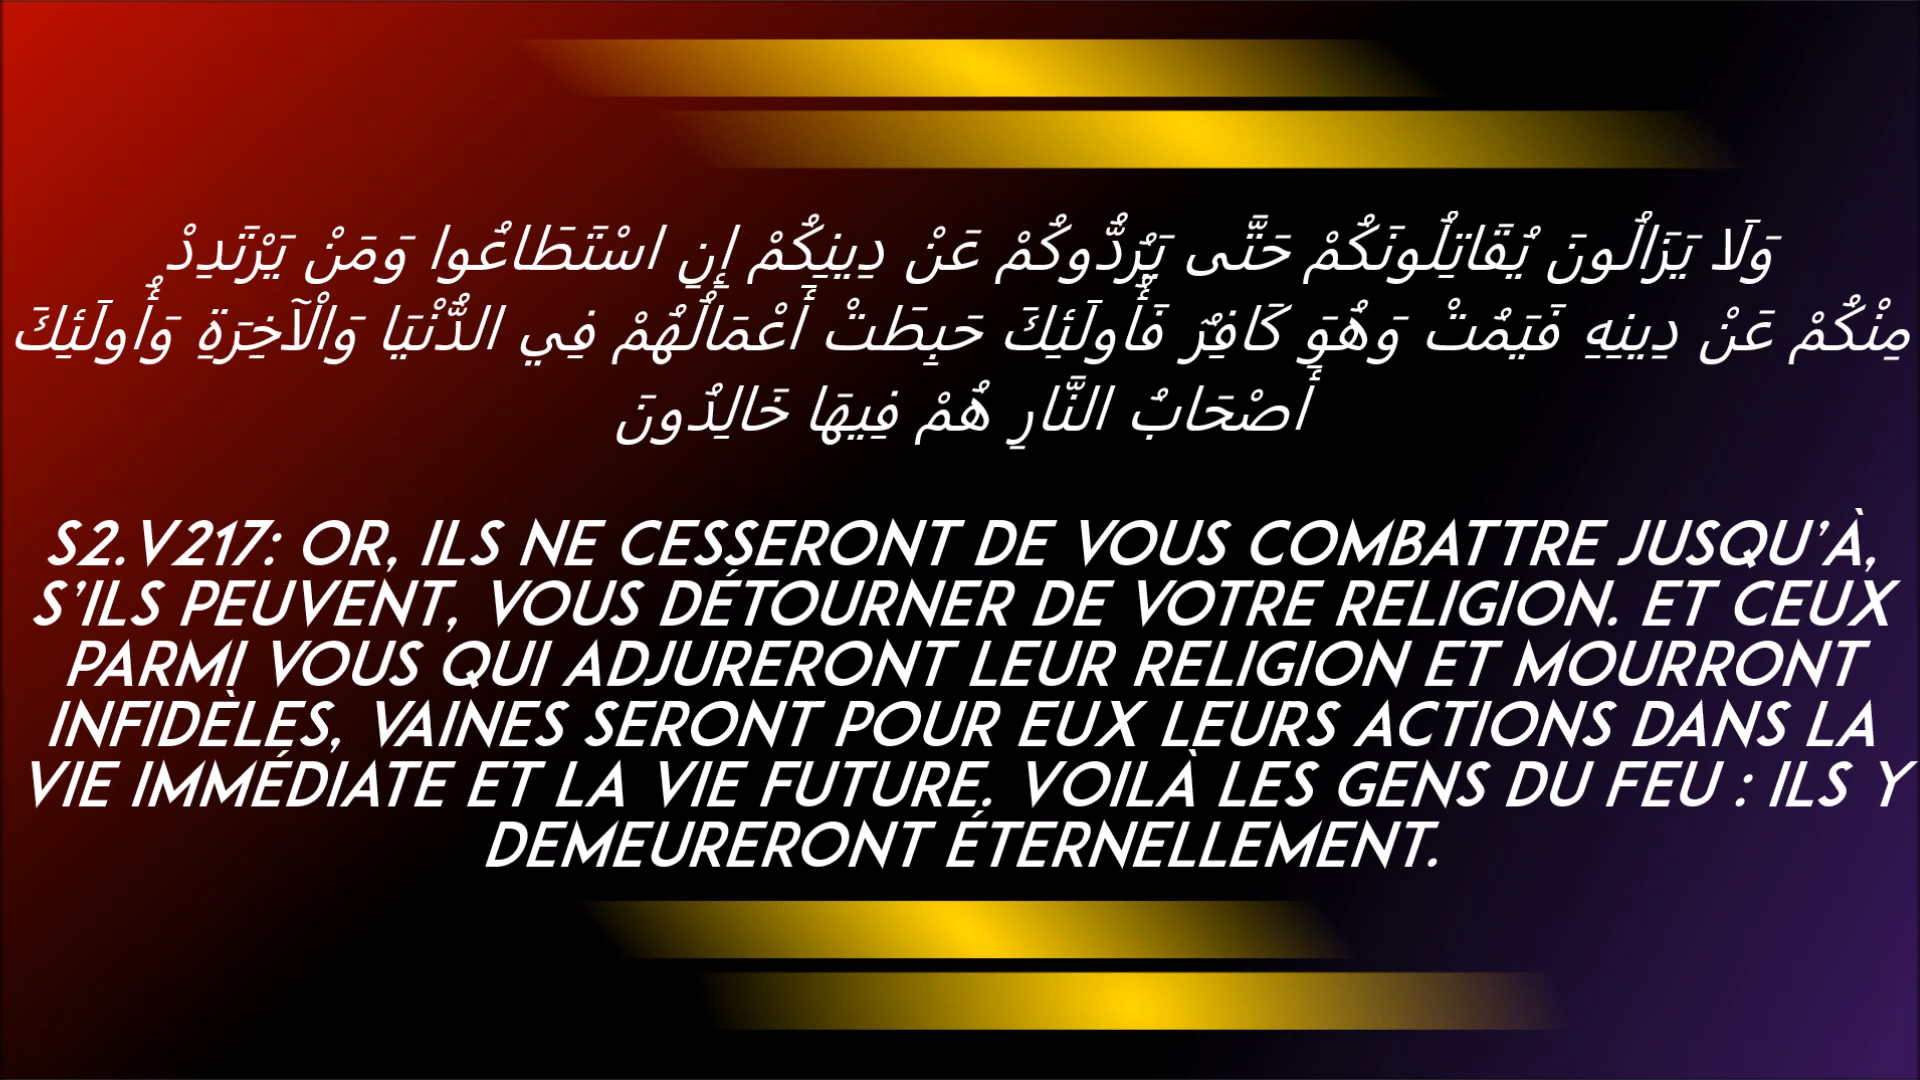 وَلَا يَزَالُونَ يُقَاتِلُونَكُمْ حَتَّى يَرُدُّوكُمْ عَنْ دِينِكُمْ إِنِ اسْتَطَاعُوا وَمَنْ يَرْتَدِدْ
مِنْكُمْ عَنْ دِينِهِ فَيَمُتْ وَهُوَ كَافِرٌ فَأُولَئِكَ حَبِطَتْ أَعْمَالُهُمْ فِي الدُّنْيَا وَالْآخِرَةِ وَأُولَئِكَ
أَصْحَابُ النَّارِ هُمْ فِيهَا خَالِدُونَ
S2.V217: OR, ILS NE CESSERONT DE VOUS COMBATTRE JUSQU’À,
S’ILS PEUVENT, VOUS DÉTOURNER DE VOTRE RELIGION. ET CEUX
PARMI VOUS QUI ADJURERONT LEUR RELIGION ET MOURRONT
INFIDÈLES, VAINES SERONT POUR EUX LEURS ACTIONS DANS LA
VIE IMMÉDIATE ET LA VIE FUTURE. VOILÀ LES GENS DU FEU : ILS Y
DEMEURERONT ÉTERNELLEMENT.